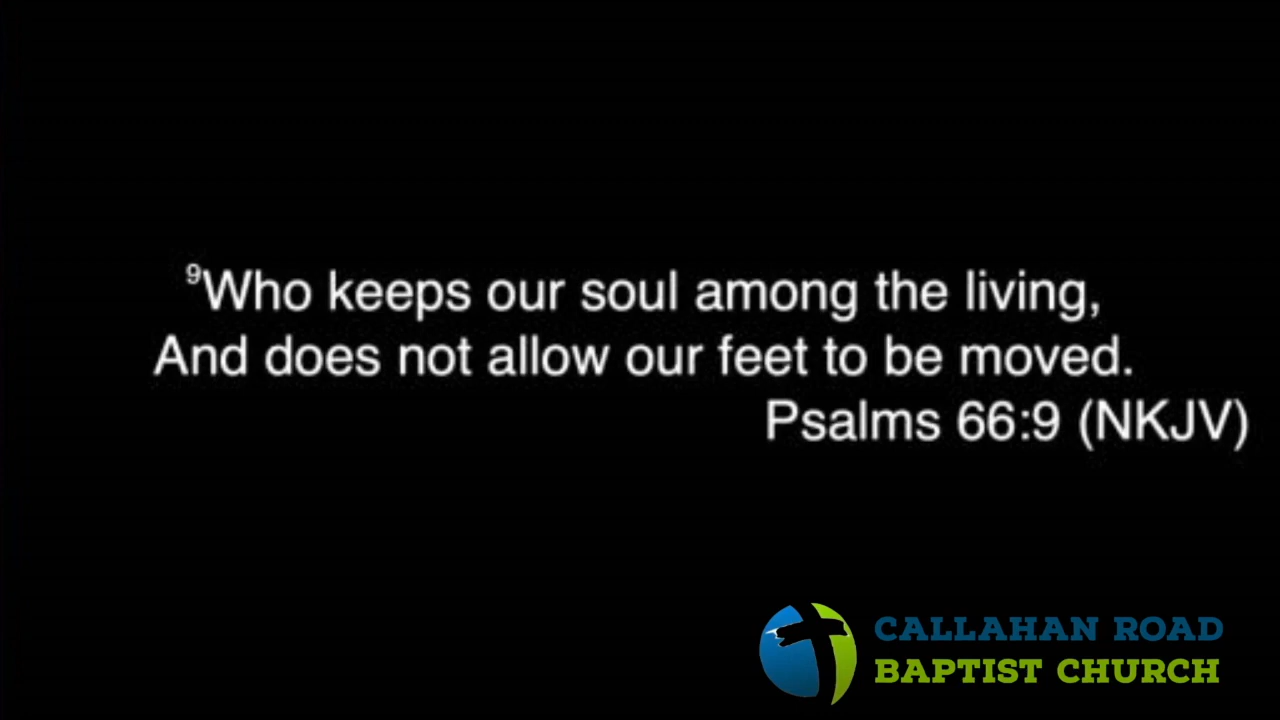 ⁹Who keeps our soul among the living,
And does not allow our feet to be moved.
Psalms 66:9 (NKJV)
CALLAHAN ROAD
BAPTIST CHURCH